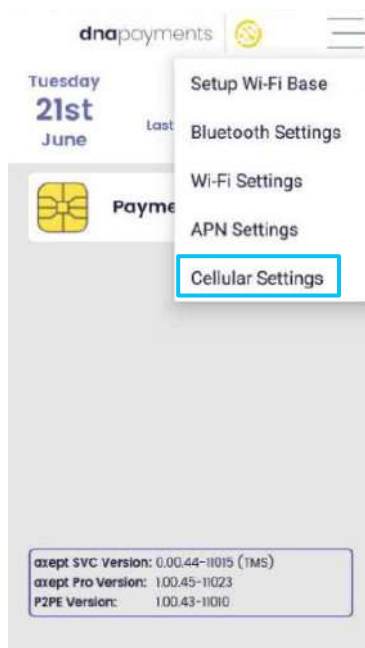 dnapayments
Tuesday
21st
June
Last
Setup Wi-Fi Base
Bluetooth Settings
Wi-Fi Settings
APN Settings
Cellular Settings
Payme
axept SVC Version: 0.00.44-11015 (TMS)
axept Pro Version: 1.00.45-11023
P2PE Version: 1.00.43-11010